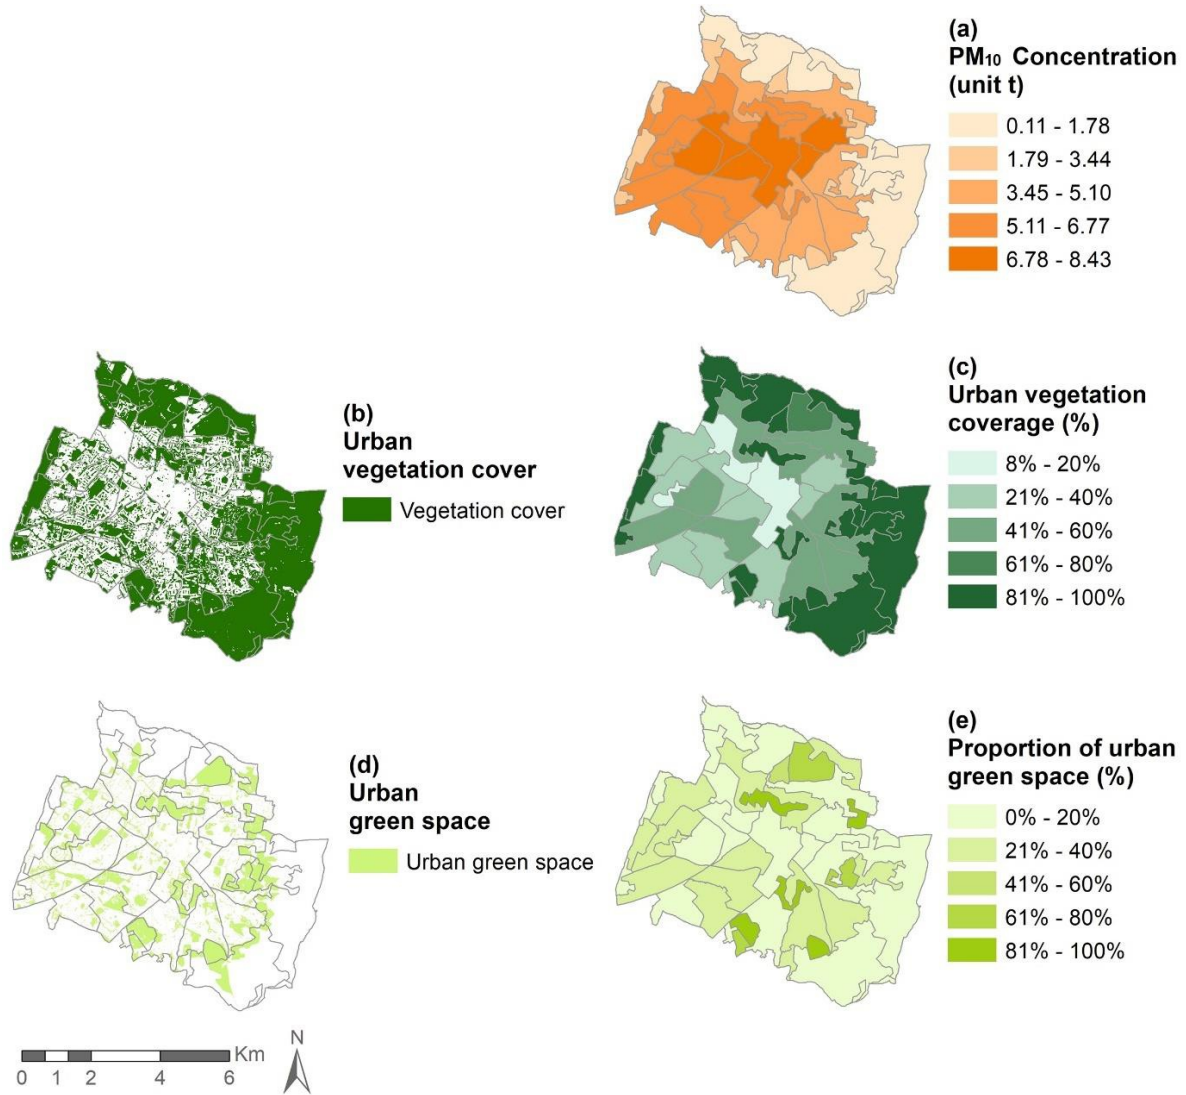 (a)
PM₁₀ Concentration
(unit t)
0.11 - 1.78
1.79 - 3.44
3.45 - 5.10
5.11 - 6.77
6.78 - 8.43
(b)
Urban
vegetation cover
Vegetation cover
(c)
Urban vegetation
coverage (%)
8% - 20%
21% - 40%
41% - 60%
61% - 80%
81% - 100%
(d)
Urban
green space
Urban green space
(e)
Proportion of urban
green space (%)
0% - 20%
21% - 40%
41% - 60%
61% - 80%
81% - 100%
Km
0 1 2 4 6
N